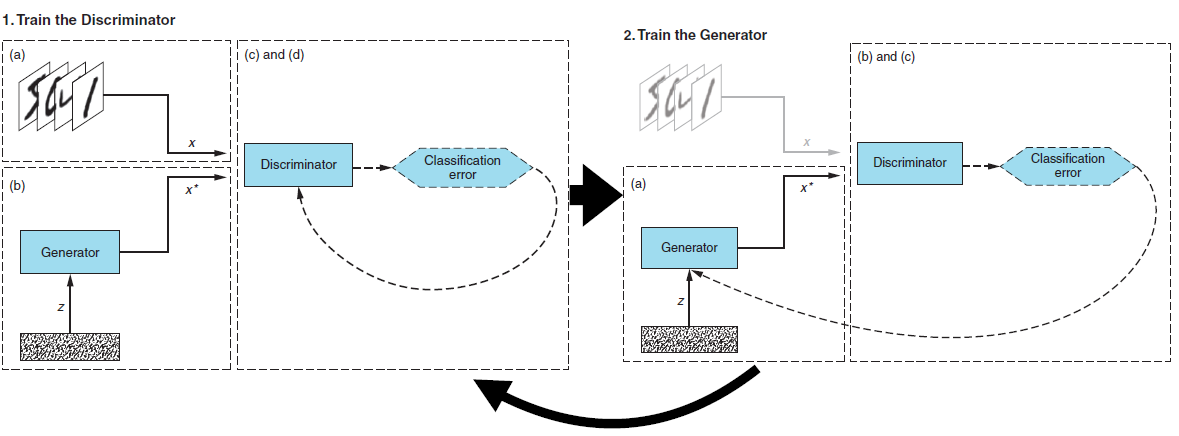 1. Train the Discriminator
(a)
x
(b)
x*
Generator
z
(c) and (d)
Discriminator
Classification
error
2. Train the Generator
x
(a)
x*
Generator
z
(b) and (c)
Discriminator
Classification
error